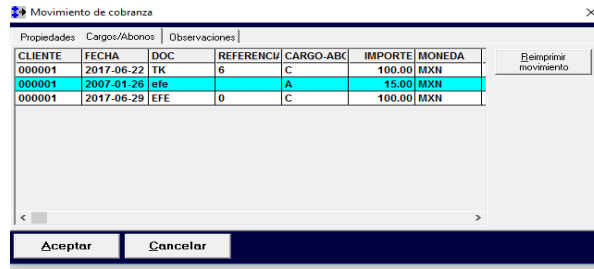 Movimiento de cobranza
Propiedades Cargos/Abonos Observaciones
CLIENTE FECHA DOC REFERENCIA CARGO-ABO IMPORTE MONEDA
000001 2017-06-22 TK 6 C 100.00 MXN
000001 2007-01-26 efe A 15.00 MXN
000001 2017-06-29 EFE 0 C 100.00 MXN
Reimprimir
movimiento
Aceptar Cancelar